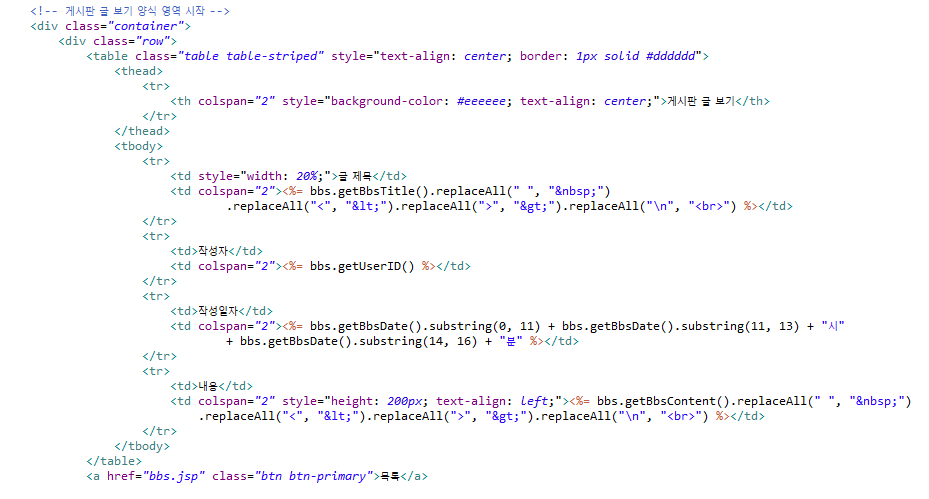 <!-- 게시판 글 보기 양식 영역 시작 -->
<div class="container">
<div class="row">
<table class="table table-striped" style="text-align: center; border: 1px solid #dddddd">
<thead>
<tr>
<th colspan="2" style="background-color: #eeeeee; text-align: center;">게시판 글 보기</th>
</tr>
</thead>
<tbody>
<tr>
<td style="width: 20%;">글 제목</td>
<td colspan="2"><%= bbs.getBbsTitle().replaceAll(" ", "&nbsp;")
.replaceAll("<", "&lt;").replaceAll(">", "&gt;").replaceAll("\n", "<br>") %></td>
</tr>
<tr>
<td>작성자</td>
<td colspan="2"><%= bbs.getUserID() %></td>
</tr>
<tr>
<td>작성일자</td>
<td colspan="2"><%= bbs.getBbsDate().substring(0, 11) + bbs.getBbsDate().substring(11, 13) + "시"
+ bbs.getBbsDate().substring(14, 16) + "분" %></td>
</tr>
<tr>
<td>내용</td>
<td colspan="2" style="height: 200px; text-align: left;"><%= bbs.getBbsContent().replaceAll(" ", "&nbsp;")
.replaceAll("<", "&lt;").replaceAll(">", "&gt;").replaceAll("\n", "<br>") %></td>
</tr>
</tbody>
</table>
<a href="bbs.jsp" class="btn btn-primary">목록</a>